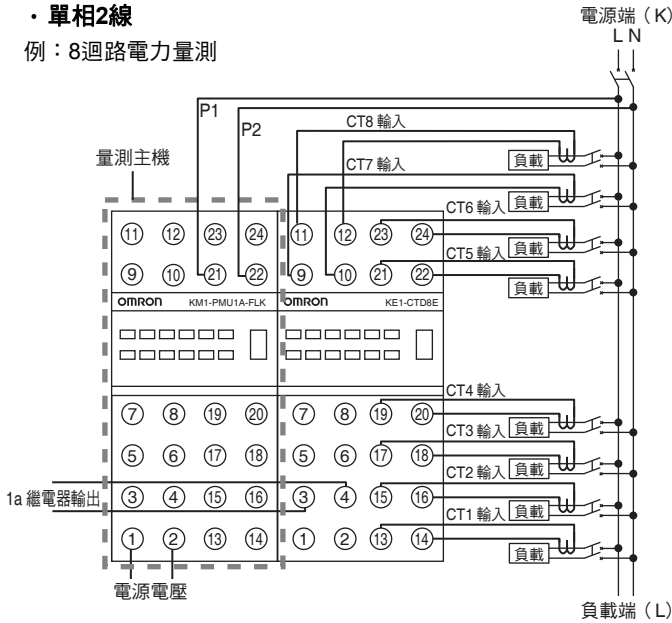 ・單相2線
例：8迴路電力量測
電源端（K）
L N
P1
P2
CT8 輸入
負載
量測主機
CT7 輸入
CT6 輸入 負載
⑪ ⑫ ㉓ ㉔ ⑪ ⑫ ㉓ ㉔
負載
CT5 輸入
⑨ ⑩ ㉑ ㉒ ⑨ ⑩ ㉑ ㉒
負載
OMRON KM1-PMU1A-FLK OMRON KE1-CTD8E
CT4 輸入
⑦ ⑧ ⑲ ⑳ ⑦ ⑧ ⑲ ⑳
CT3 輸入 負載
⑤ ⑥ ⑰ ⑱ ⑤ ⑥ ⑰ ⑱
CT2 輸入 負載
1a 繼電器輸出 ③ ④ ⑮ ⑯ ③ ④ ⑮ ⑯
CT1 輸入 負載
① ② ⑬ ⑭ ① ② ⑬ ⑭
負載
電源電壓
負載端（L）